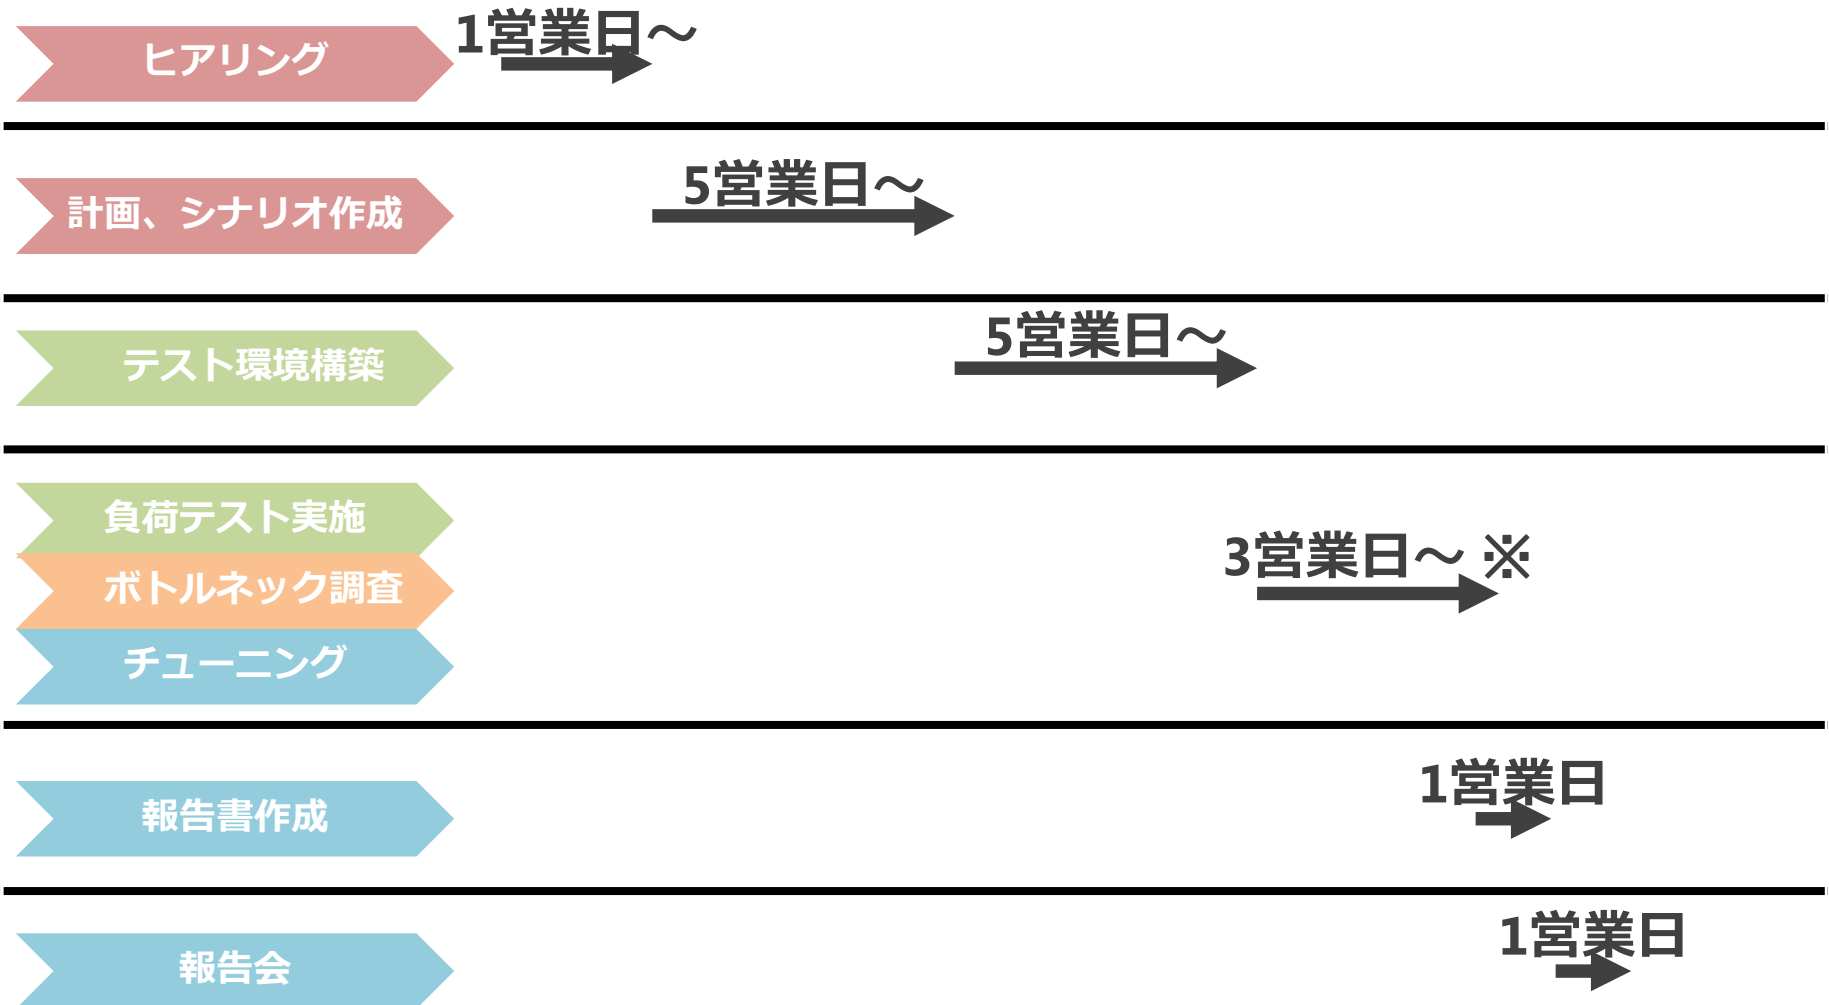 ヒアリング
1営業日～
計画、シナリオ作成
5営業日～
テスト環境構築
5営業日～
負荷テスト実施
ボトルネック調査
3営業日～ ※
チューニング
報告書作成
1営業日
報告会
1営業日